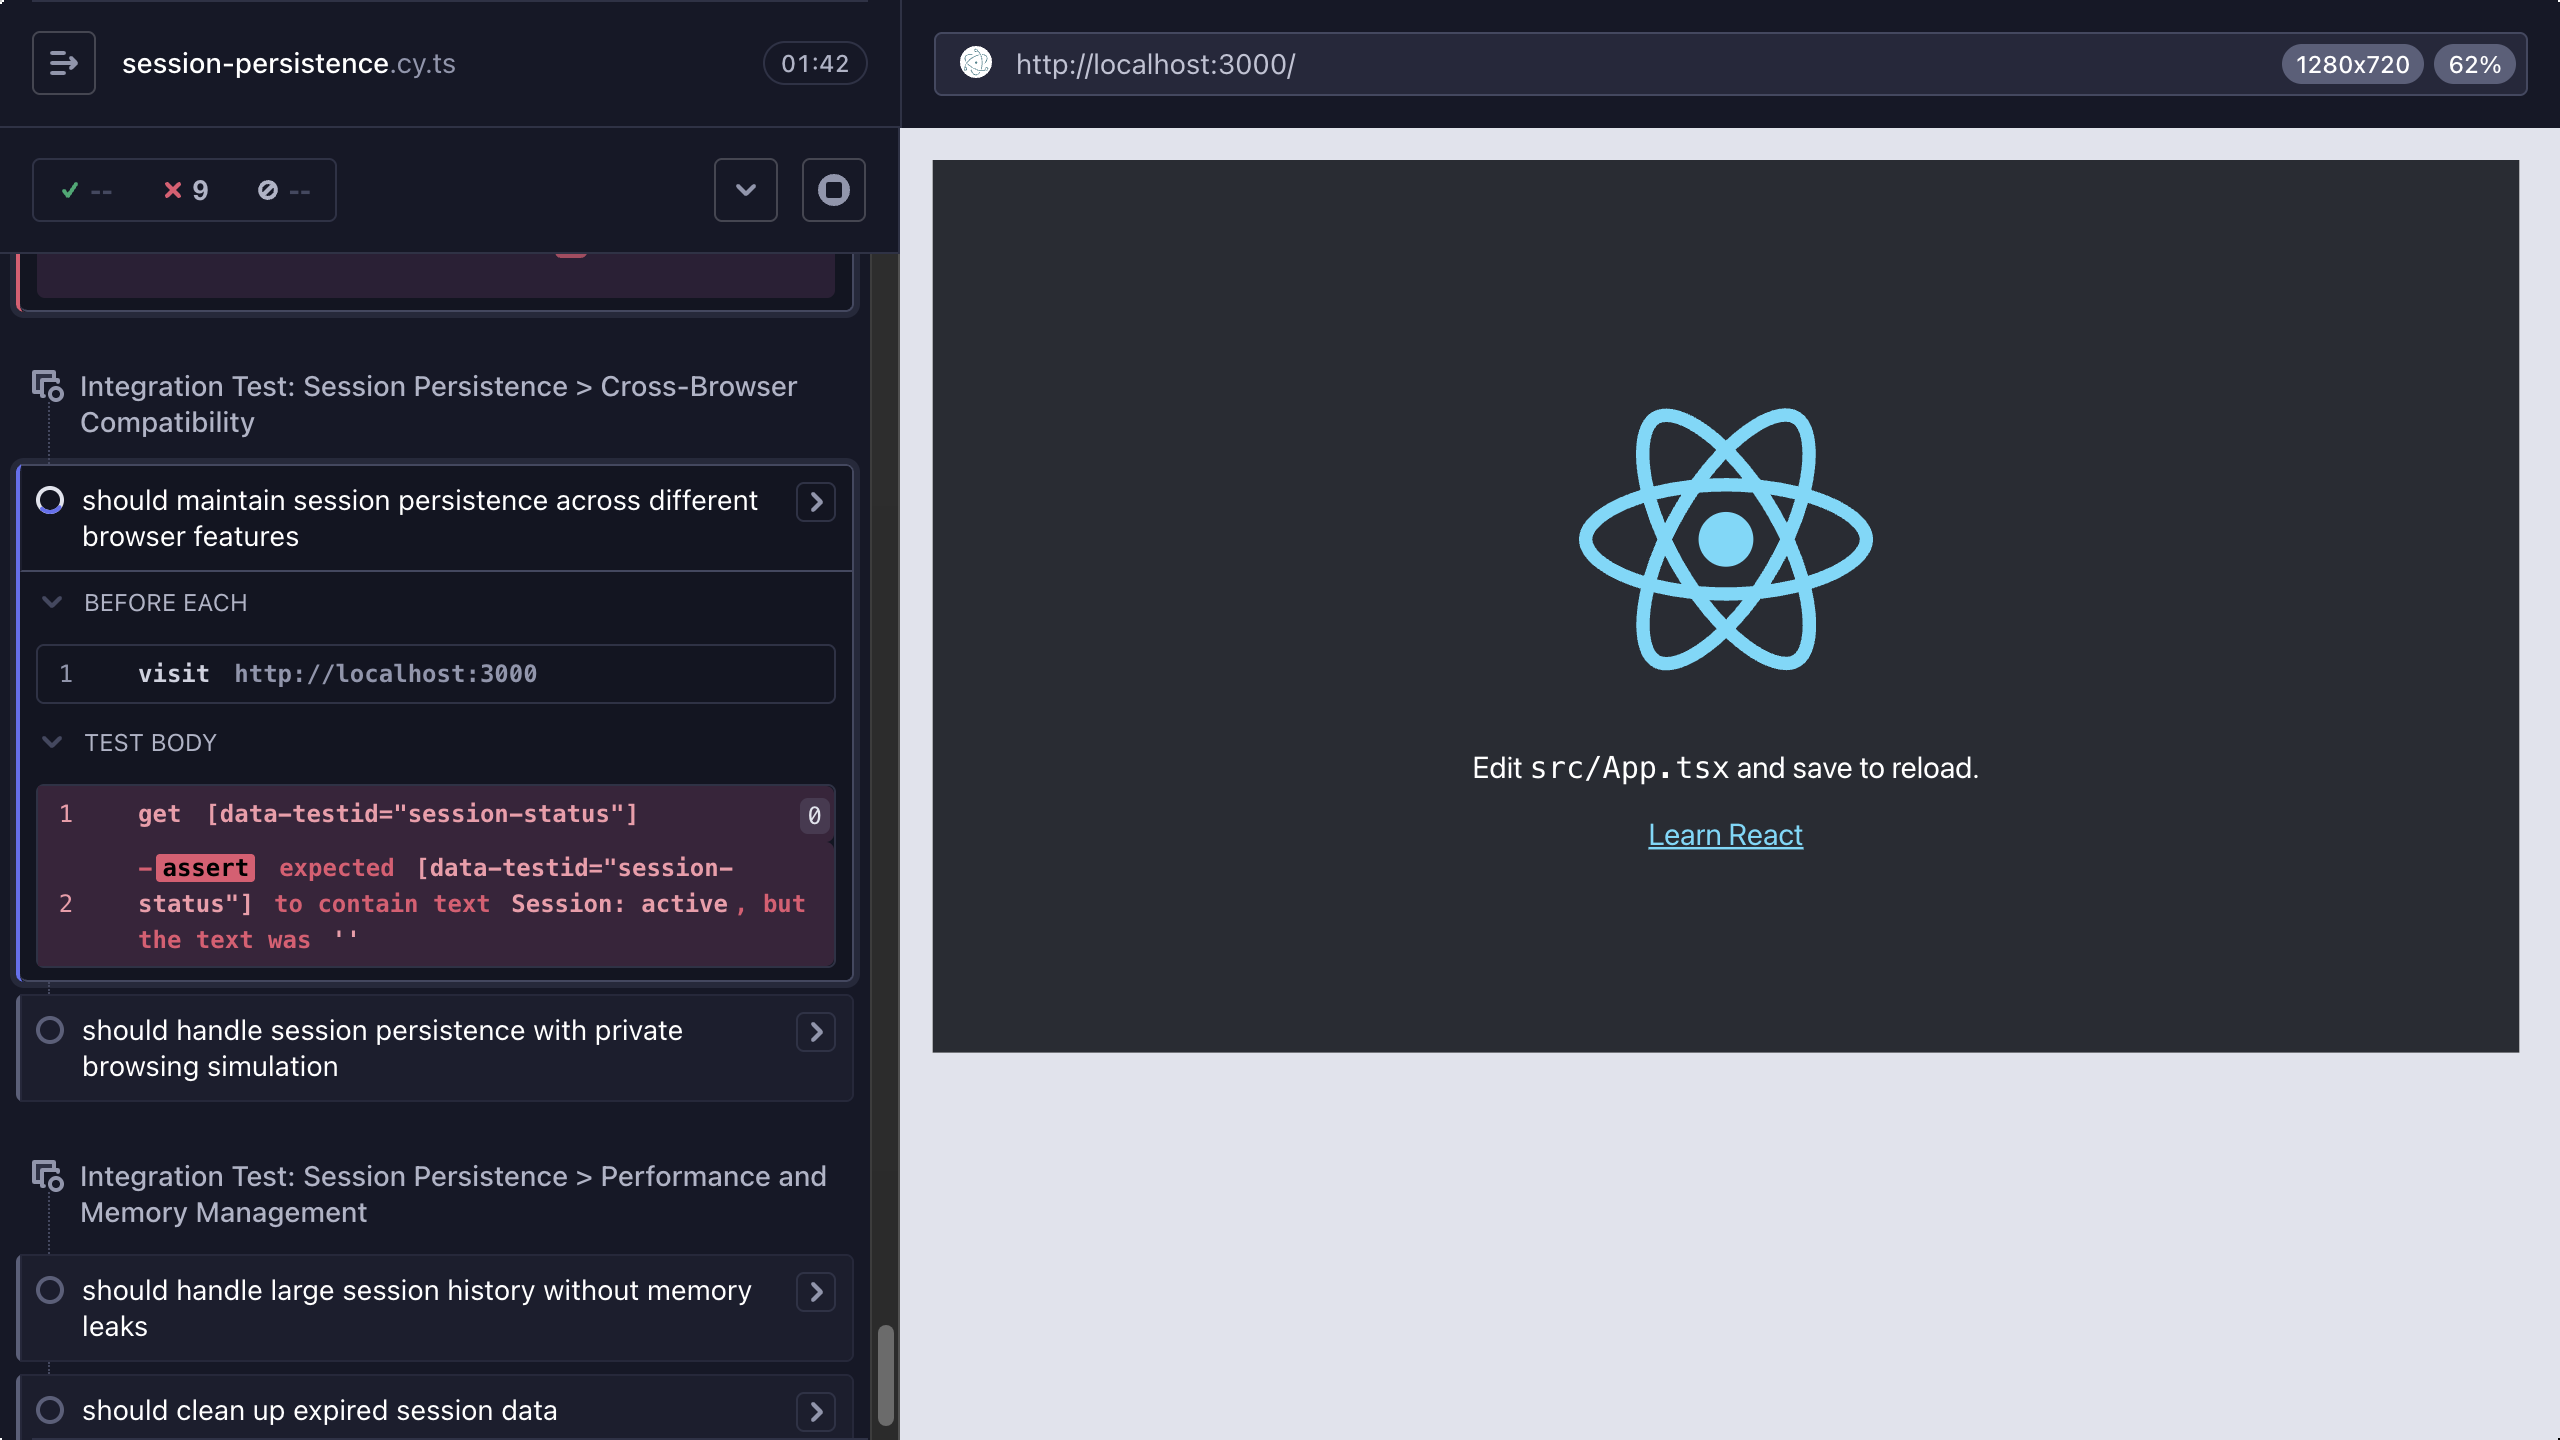 session-persistence.cy.ts
01:42
http://localhost:3000/
1280x720
62%
--
9
--
Integration Test: Session Persistence > Cross-Browser
Compatibility
should maintain session persistence across different
browser features
BEFORE EACH
1 visit http://localhost:3000
TEST BODY
1 get [data-testid="session-status"] 0
-assert expected [data-testid="session-
2 status"] to contain text Session: active, but
the text was ''
should handle session persistence with private
browsing simulation
Integration Test: Session Persistence > Performance and
Memory Management
should handle large session history without memory
leaks
should clean up expired session data
Edit src/App.tsx and save to reload.
Learn React